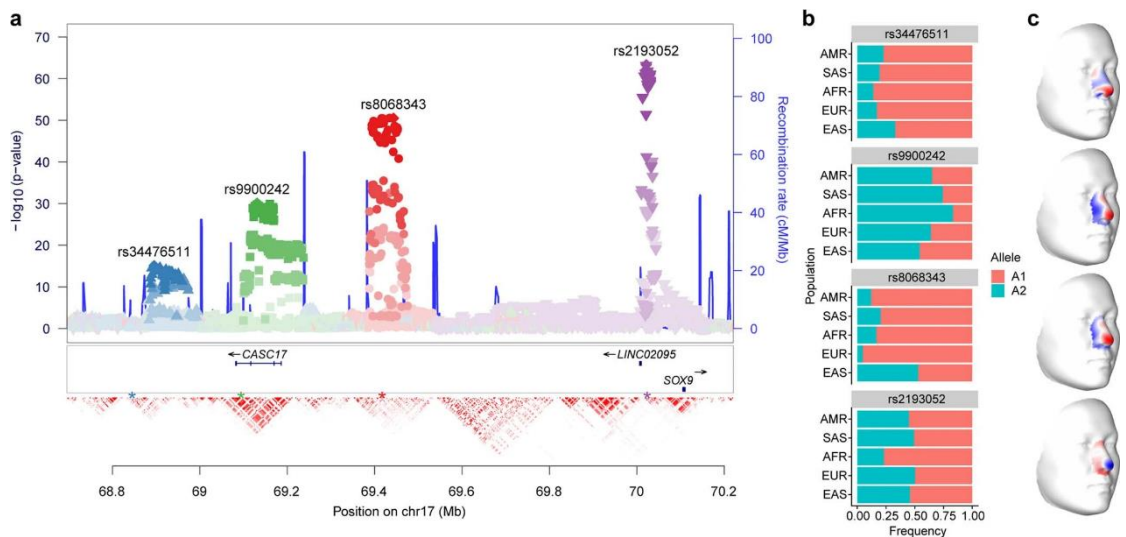 a
b
c
70
60
50
40
30
20
10
0
−log10 (p-value)
100
80
60
40
20
0
Recombination rate (cM/Mb)
rs34476511
rs9900242
rs8068343
rs2193052
←CASC17
←LINC02095
→
SOX9
* * * *
68.8 69 69.2 69.4 69.6 69.8 70 70.2
Position on chr17 (Mb)
Population
rs34476511
AMR
SAS
AFR
EUR
EAS
rs9900242
AMR
SAS
AFR
EUR
EAS
rs8068343
AMR
SAS
AFR
EUR
EAS
rs2193052
AMR
SAS
AFR
EUR
EAS
0.00 0.25 0.50 0.75 1.00
Frequency
Allele
A1
A2